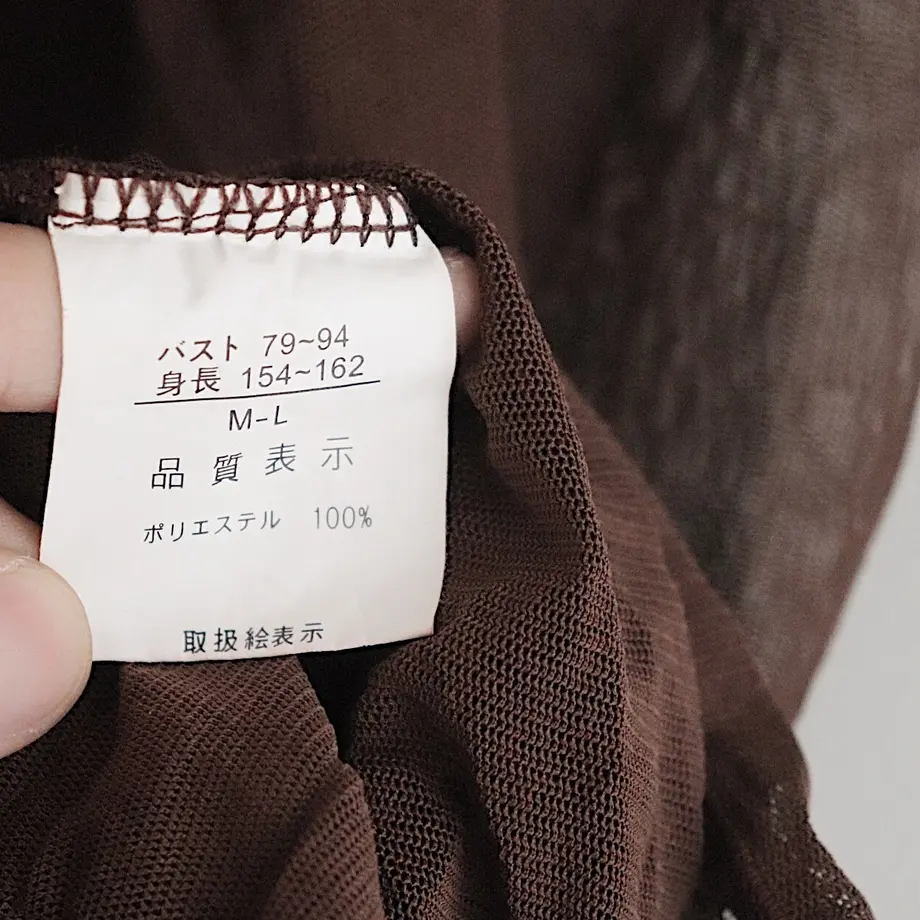 バスト 79~94
身長 154~162
M-L
品質表示
ポリエステル 100%
取扱絵表示